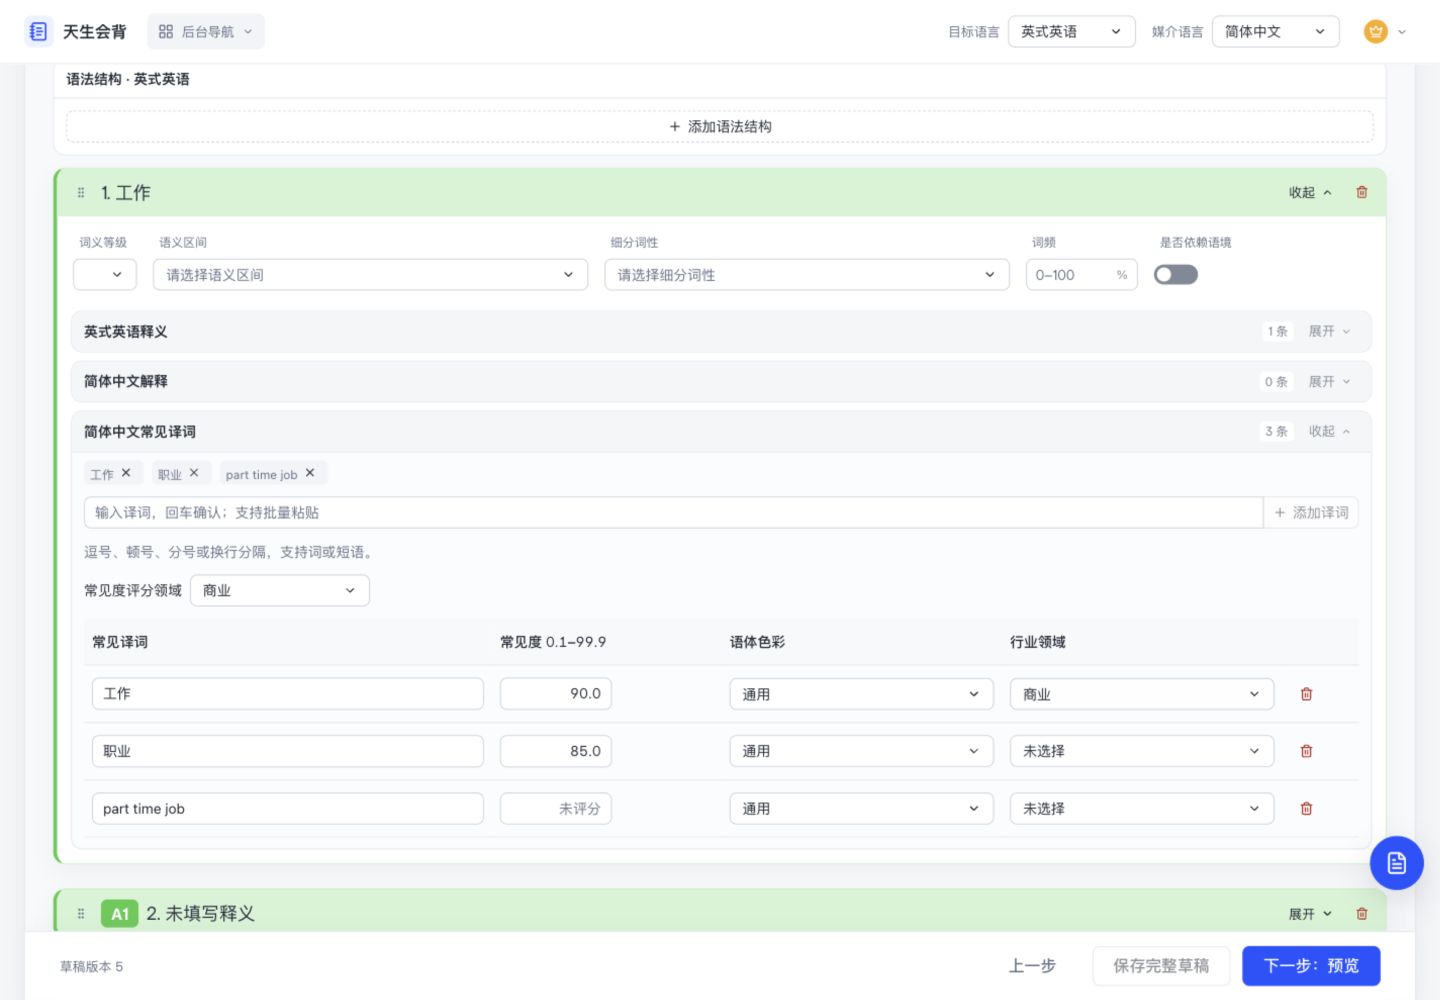 天生会背
后台导航
目标语言 英式英语 媒介语言 简体中文
语法结构 · 英式英语
+ 添加语法结构
1. 工作 收起
词义等级 语义区间 细分词性 词频 是否依赖语境
请选择语义区间 请选择细分词性 0–100 %
英式英语释义 1 条 展开
简体中文解释 0 条 展开
简体中文常见译词 3 条 收起
工作 × 职业 × part time job ×
输入译词，回车确认；支持批量粘贴 + 添加译词
逗号、顿号、分号或换行分隔，支持词或短语。
常见度评分领域 商业
常见译词 常见度 0.1–99.9 语体色彩 行业领域
工作 90.0 通用 商业
职业 85.0 通用 未选择
part time job 未评分 通用 未选择
A1 2. 未填写释义 展开
草稿版本 5 上一步 保存完整草稿 下一步：预览